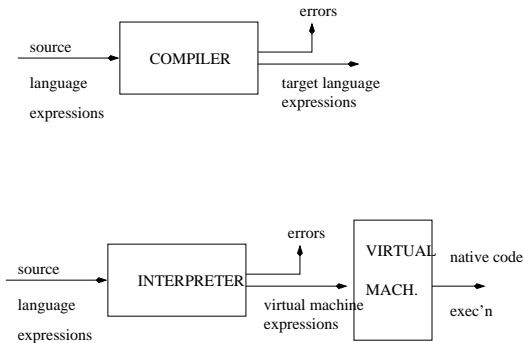 errors
source
COMPILER
language
target language
expressions
expressions
errors
VIRTUAL
native code
source
INTERPRETER
MACH.
language
virtual machine
exec'n
expressions
expressions